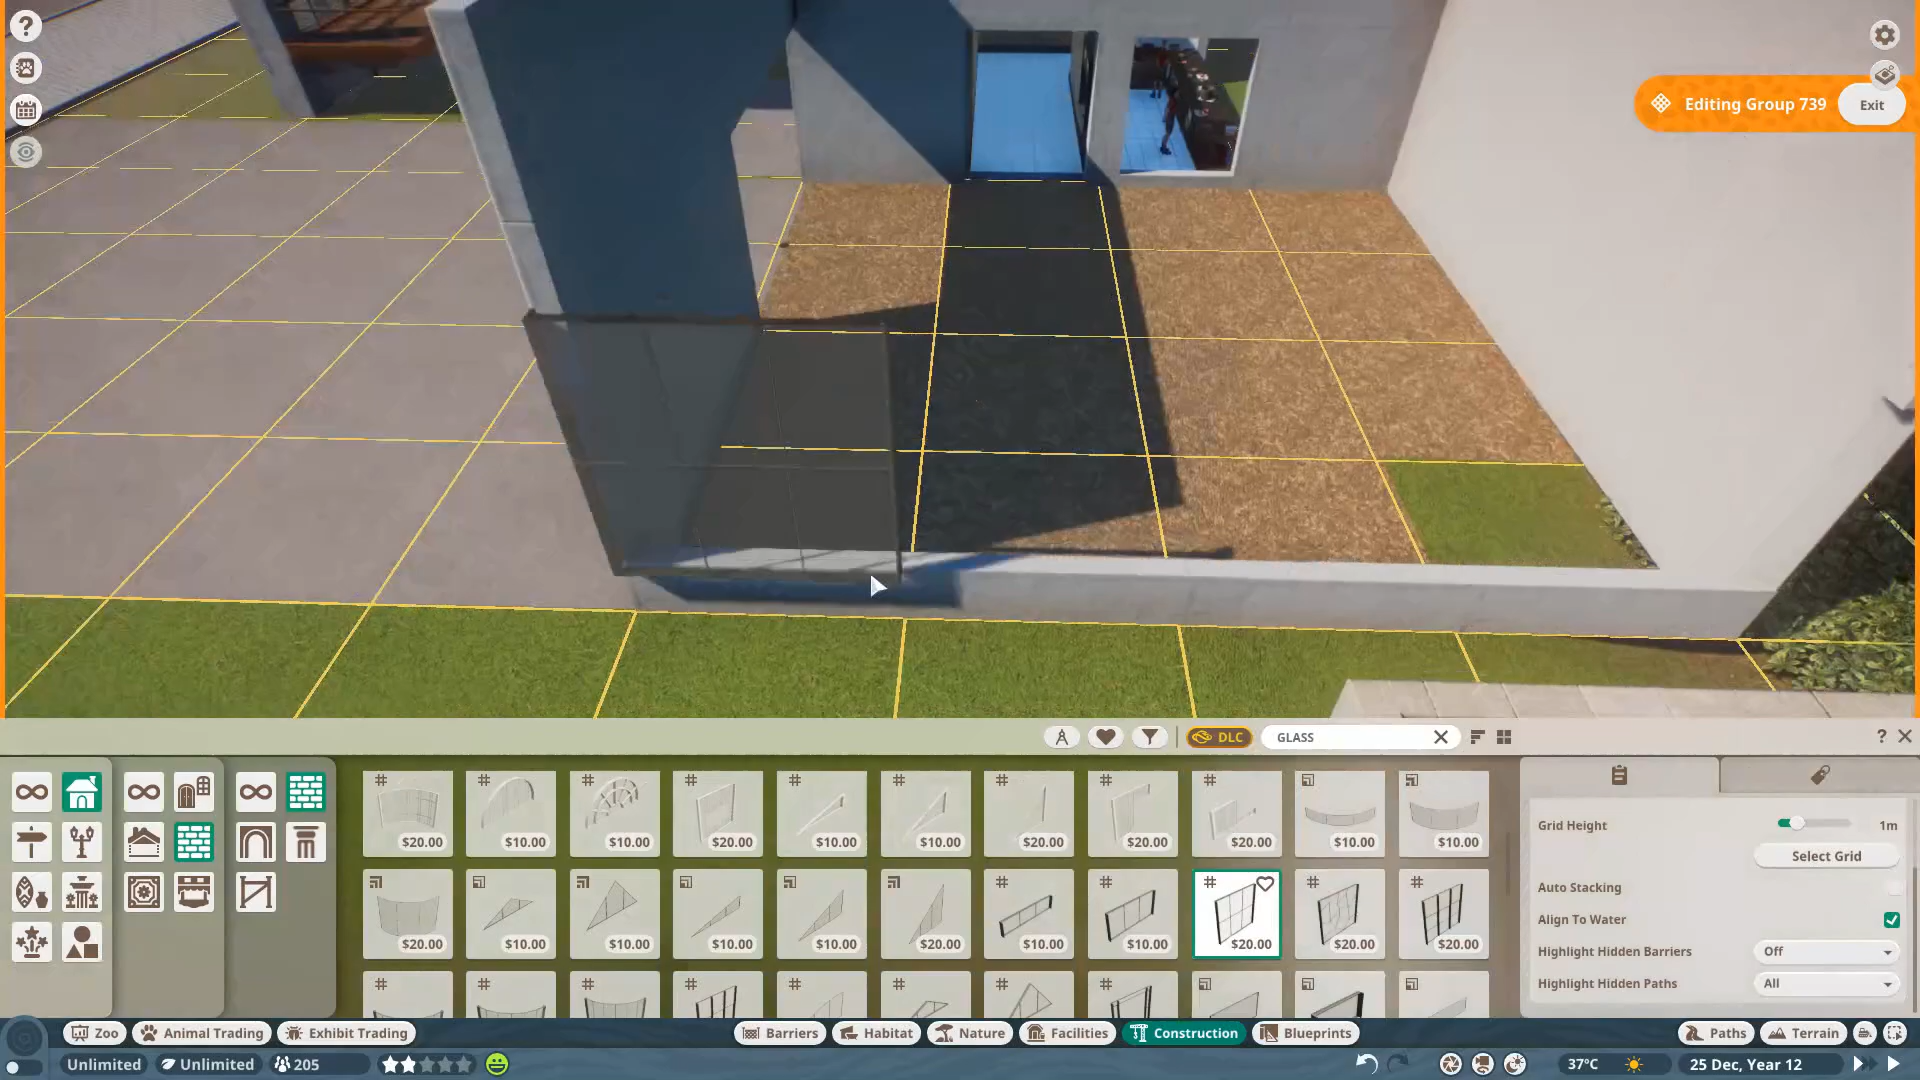 ?
Editing Group 739
Exit
DLC
GLASS
?
$20.00
$10.00
$10.00
$20.00
$10.00
$10.00
$20.00
$10.00
$20.00
$10.00
$10.00
$20.00
$10.00
$10.00
$10.00
$10.00
$20.00
$10.00
$10.00
$20.00
$20.00
$20.00
Grid Height
1m
Select Grid
Auto Stacking
Align To Water
Highlight Hidden Barriers
Off
Highlight Hidden Paths
All
Zoo
Animal Trading
Exhibit Trading
Barriers
Habitat
Nature
Facilities
Construction
Blueprints
Paths
Terrain
Unlimited
Unlimited
205
37°C
25 Dec, Year 12